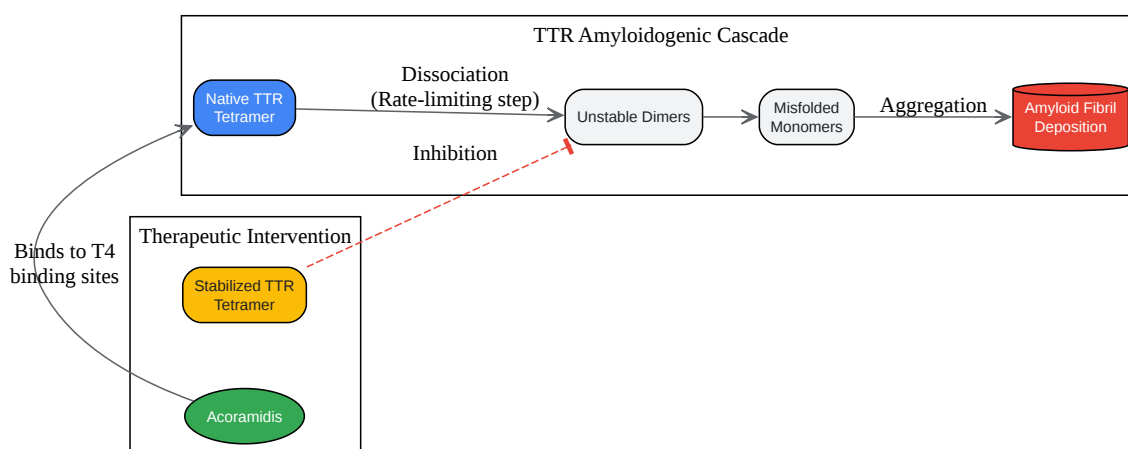 TTR Amyloidogenic Cascade
Native TTR
Tetramer
Dissociation
(Rate-limiting step)
Unstable Dimers
Misfolded
Monomers
Aggregation
Amyloid Fibril
Deposition
Inhibition
Therapeutic Intervention
Binds to T4
binding sites
Stabilized TTR
Tetramer
Acoramidis